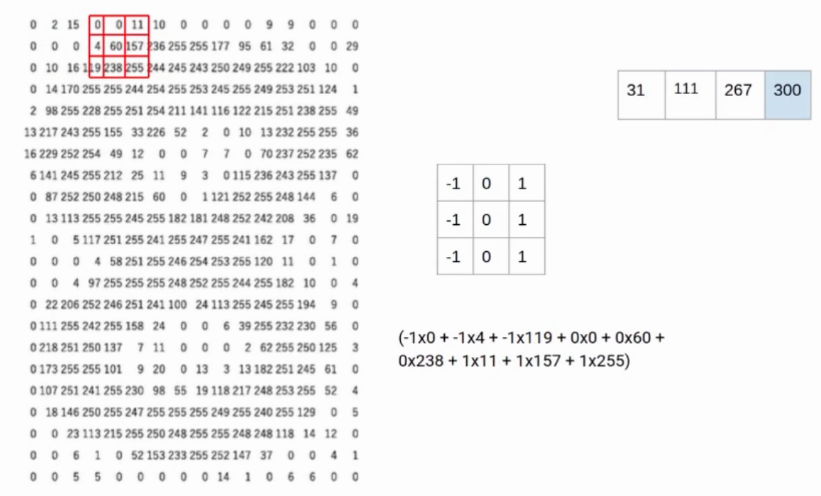 0 2 15 0 0 11 10 0 0 0 0 9 9 0 0 0
0 0 0 4 60 157 236 255 255 177 95 61 32 0 0 29
0 10 16 119 238 255 244 245 243 250 249 255 222 103 10 0
0 14 170 255 255 244 254 255 253 245 255 249 253 251 124 1
2 98 255 228 255 251 254 211 141 116 122 215 251 238 255 49
13 217 243 255 155 33 226 52 2 0 10 13 232 255 255 36
16 229 252 254 49 12 0 0 7 7 0 70 237 252 235 62
6 141 245 255 212 25 11 9 3 0 115 236 243 255 137 0
0 87 252 250 248 215 60 0 1 121 252 255 248 144 6 0
0 13 113 255 255 245 255 182 181 248 252 242 208 36 0 19
1 0 5 117 251 255 241 255 247 255 241 162 17 0 7 0
0 0 0 4 58 251 255 246 254 253 255 120 11 0 1 0
0 0 4 97 255 255 255 248 252 255 244 255 182 10 0 4
0 22 206 252 246 251 241 100 24 113 255 245 255 194 9 0
0 111 255 242 255 158 24 0 0 6 39 255 232 230 56 0
0 218 251 250 137 7 11 0 0 0 2 62 255 250 125 3
0 173 255 255 101 9 20 0 13 3 13 182 251 245 61 0
0 107 251 241 255 230 98 55 19 118 217 248 253 255 52 4
0 18 146 250 255 247 255 255 255 249 255 240 255 129 0 5
0 0 23 113 215 255 250 248 255 255 248 248 118 14 12 0
0 0 6 1 0 52 153 233 255 252 147 37 0 0 4 1
0 0 5 5 0 0 0 0 0 14 1 0 6 6 0 0
31 111 267 300
-1 0 1
-1 0 1
-1 0 1
(-1x0 + -1x4 + -1x119 + 0x0 + 0x60 +
0x238 + 1x11 + 1x157 + 1x255)